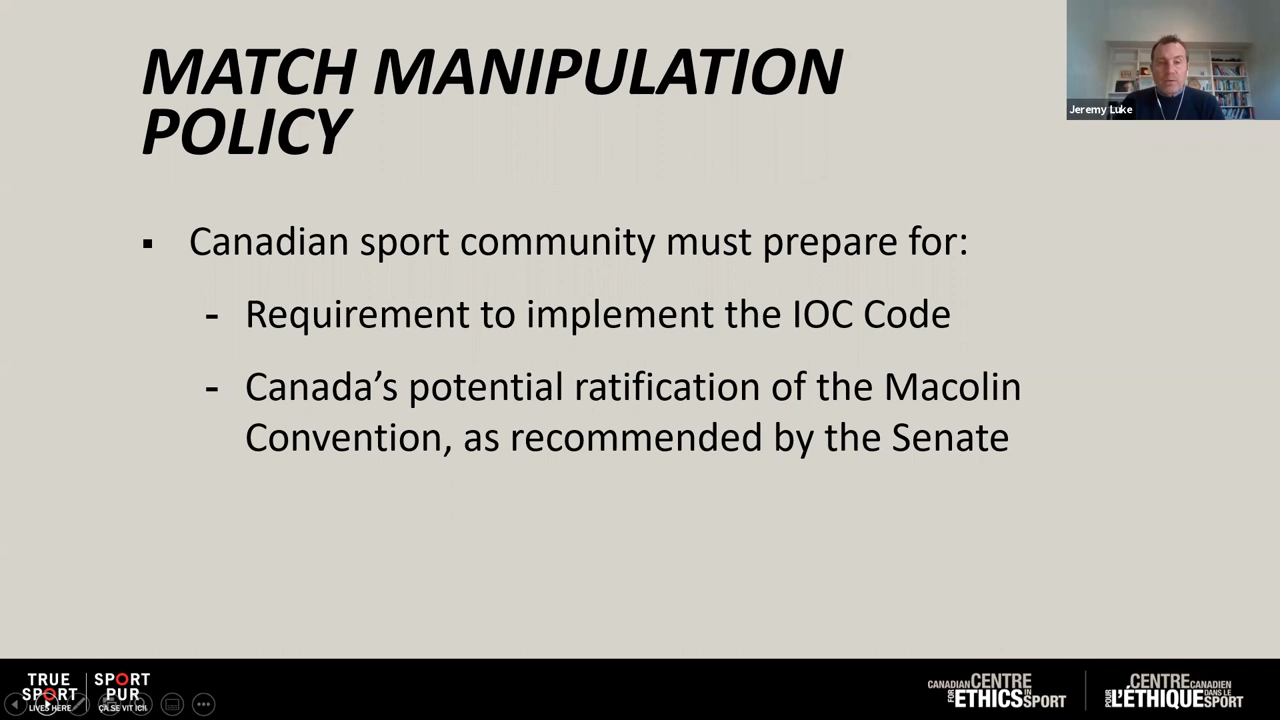 MATCH MANIPULATION
POLICY
Jeremy Luke
▪ Canadian sport community must prepare for:
- Requirement to implement the IOC Code
- Canada’s potential ratification of the Macolin
Convention, as recommended by the Senate
TRUE
SPORT
LIVES HERE
SPORT
PUR
ÇA SE VIT ICI
CANADIAN CENTRE
FOR ETHICS IN SPORT
CENTRE CANADIEN
POUR L'ÉTHIQUE DANS LE SPORT